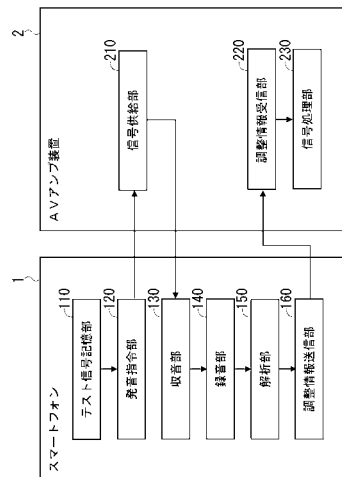 1
スマートフォン
テスト信号記憶部
110
発音指令部
120
収音部
130
録音部
140
解析部
150
調整情報送信部
160
2
AVアンプ装置
信号供給部
210
調整情報受信部
220
信号処理部
230